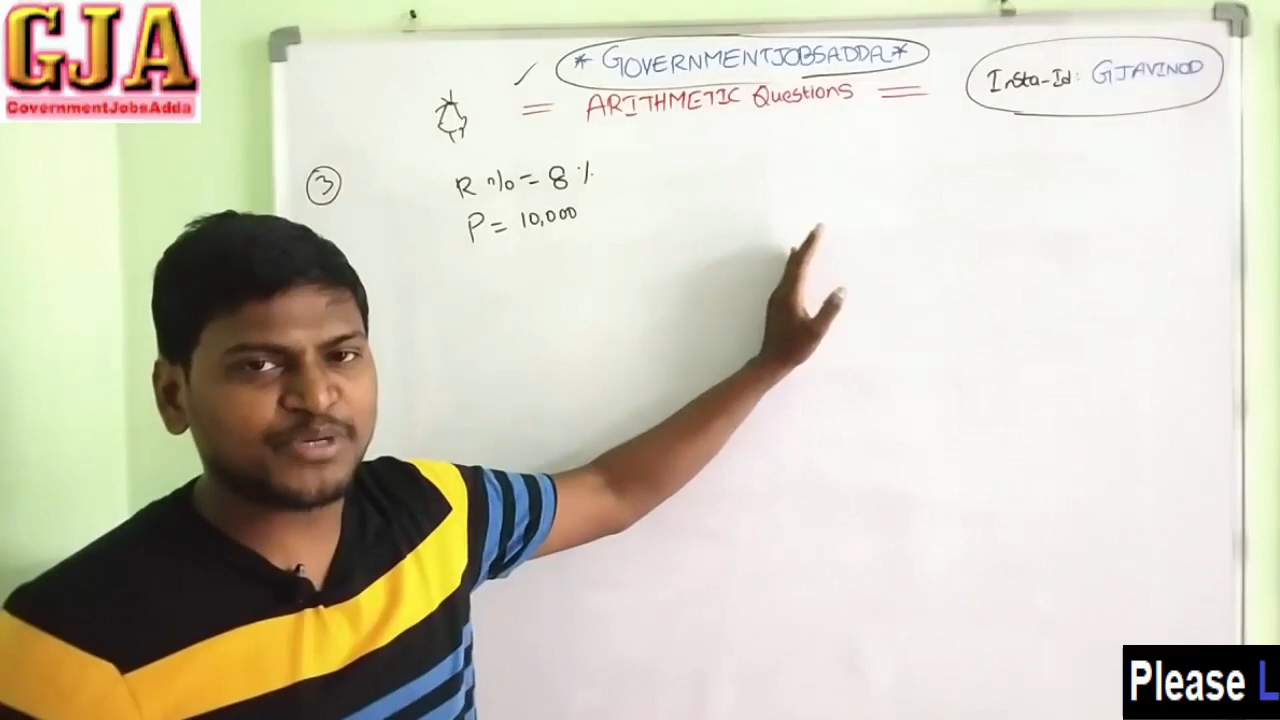 GJA
GovernmentJobsAdda
* GOVERNMENTJOBSADDA *
= ARITHMETIC Questions =
Insta-Id: GJAVINOD
3
R % = 8 %
P = 10,000
Please L